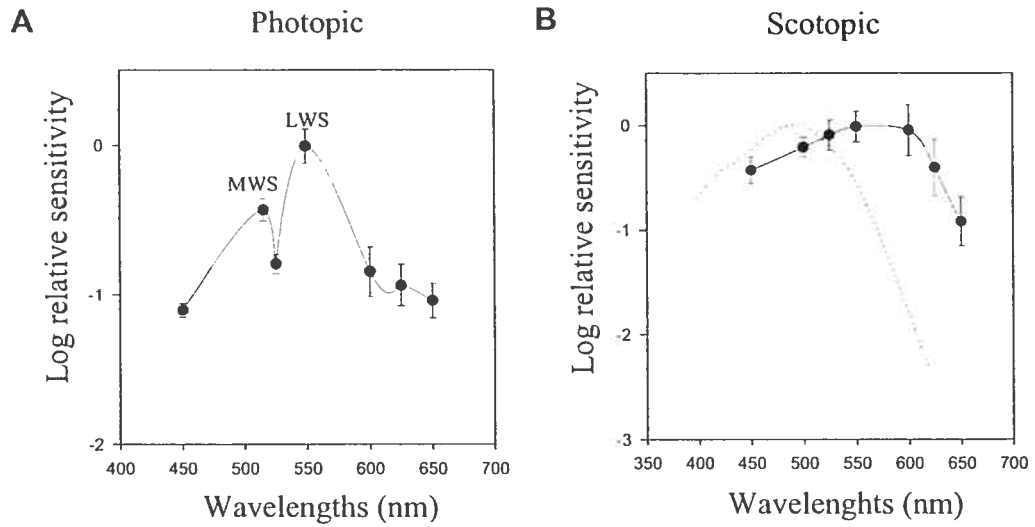 A
Photopic
Log relative sensitivity
0
-1
-2
MWS
LWS
400 450 500 550 600 650 700
Wavelengths (nm)
B
Scotopic
Log relative sensitivity
0
-1
-2
-3
350 400 450 500 550 600 650 700
Wavelenghts (nm)